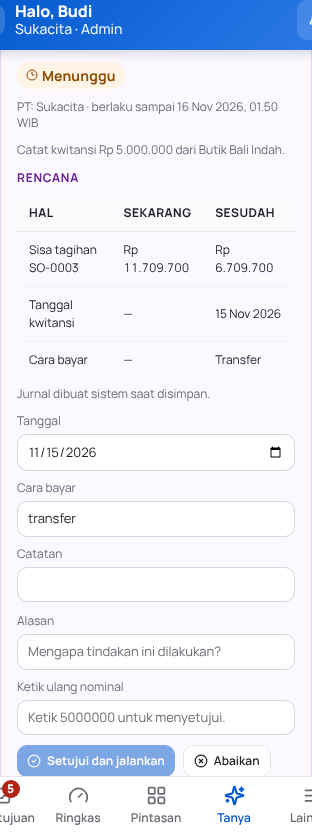 Halo, Budi
Sukacita · Admin
Menunggu
PT: Sukacita · berlaku sampai 16 Nov 2026, 01.50
WIB
Catat kwitansi Rp 5.000.000 dari Butik Bali Indah.
RENCANA
HAL SEKARANG SESUDAH
Sisa tagihan Rp Rp
SO-0003 11.709.700 6.709.700
Tanggal
kwitansi — 15 Nov 2026
Cara bayar — Transfer
Jurnal dibuat sistem saat disimpan.
Tanggal
11/15/2026
Cara bayar
transfer
Catatan
Alasan
Mengapa tindakan ini dilakukan?
Ketik ulang nominal
Ketik 5000000 untuk menyetujui.
Setujui dan jalankan Abaikan
5
tujuan Ringkas Pintasan Tanya Lain